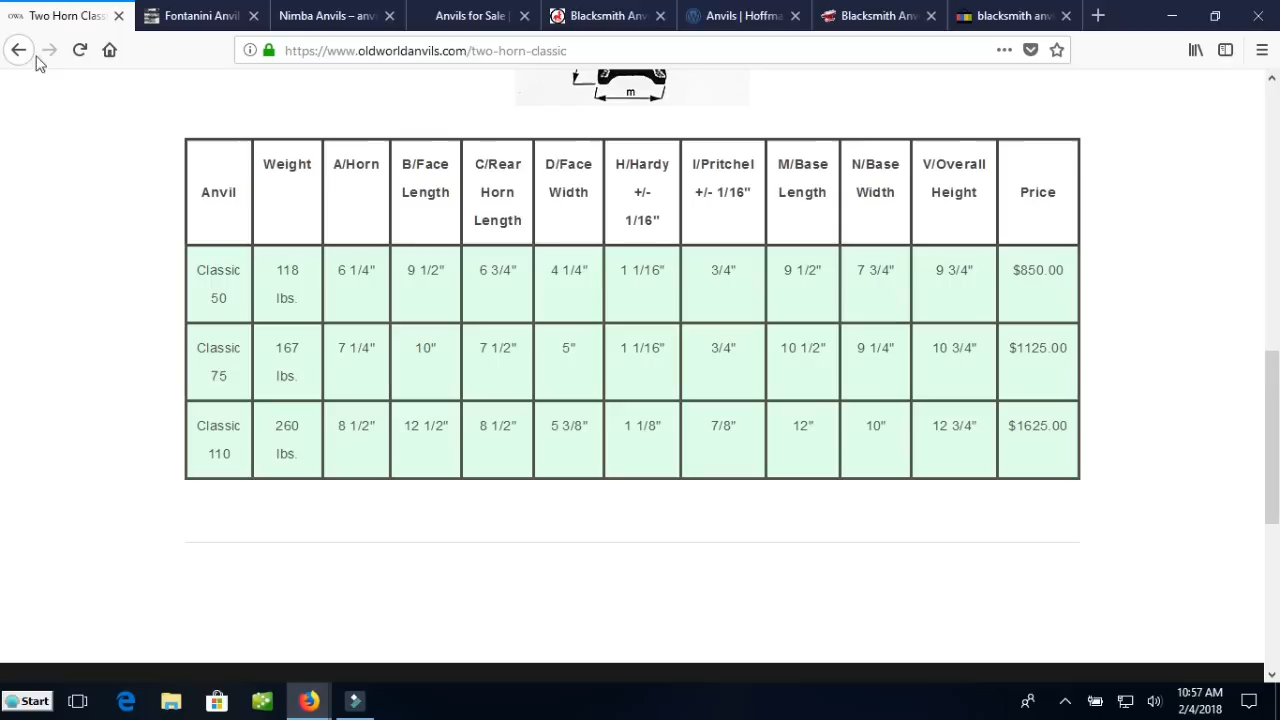 OWA Two Horn Clas
Fontanini Anvil
Nimba Anvils – anvi
Anvils for Sale |
Blacksmith Anv
Anvils | Hoffma
Blacksmith Anv
blacksmith anv
https://www.oldworldanvils.com/two-horn-classic
m
Anvil
Weight
A/Horn
B/Face
Length
C/Rear
Horn
Length
D/Face
Width
H/Hardy
+/-
1/16"
I/Pritchel
+/- 1/16"
M/Base
Length
N/Base
Width
V/Overall
Height
Price
Classic
50
118
lbs.
6 1/4"
9 1/2"
6 3/4"
4 1/4"
1 1/16"
3/4"
9 1/2"
7 3/4"
9 3/4"
$850.00
Classic
75
167
lbs.
7 1/4"
10"
7 1/2"
5"
1 1/16"
3/4"
10 1/2"
9 1/4"
10 3/4"
$1125.00
Classic
110
260
lbs.
8 1/2"
12 1/2"
8 1/2"
5 3/8"
1 1/8"
7/8"
12"
10"
12 3/4"
$1625.00
Start
10:57 AM
2/4/2018